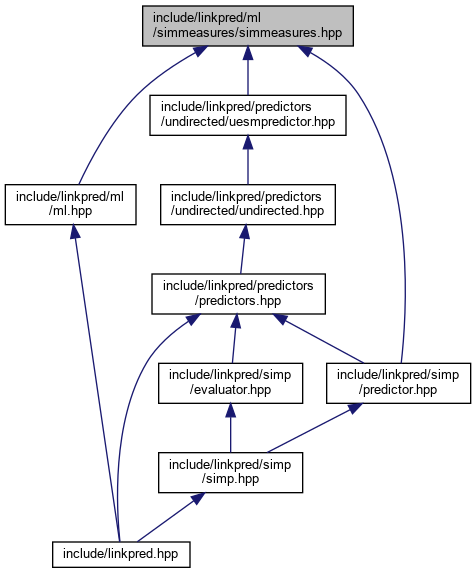 include/linkpred/ml
/simmeasures/simmeasures.hpp
include/linkpred/predictors
/undirected/uesmpredictor.hpp
include/linkpred/ml
/ml.hpp
include/linkpred/predictors
/undirected/undirected.hpp
include/linkpred/predictors
/predictors.hpp
include/linkpred/simp
/evaluator.hpp
include/linkpred/simp
/predictor.hpp
include/linkpred/simp
/simp.hpp
include/linkpred.hpp